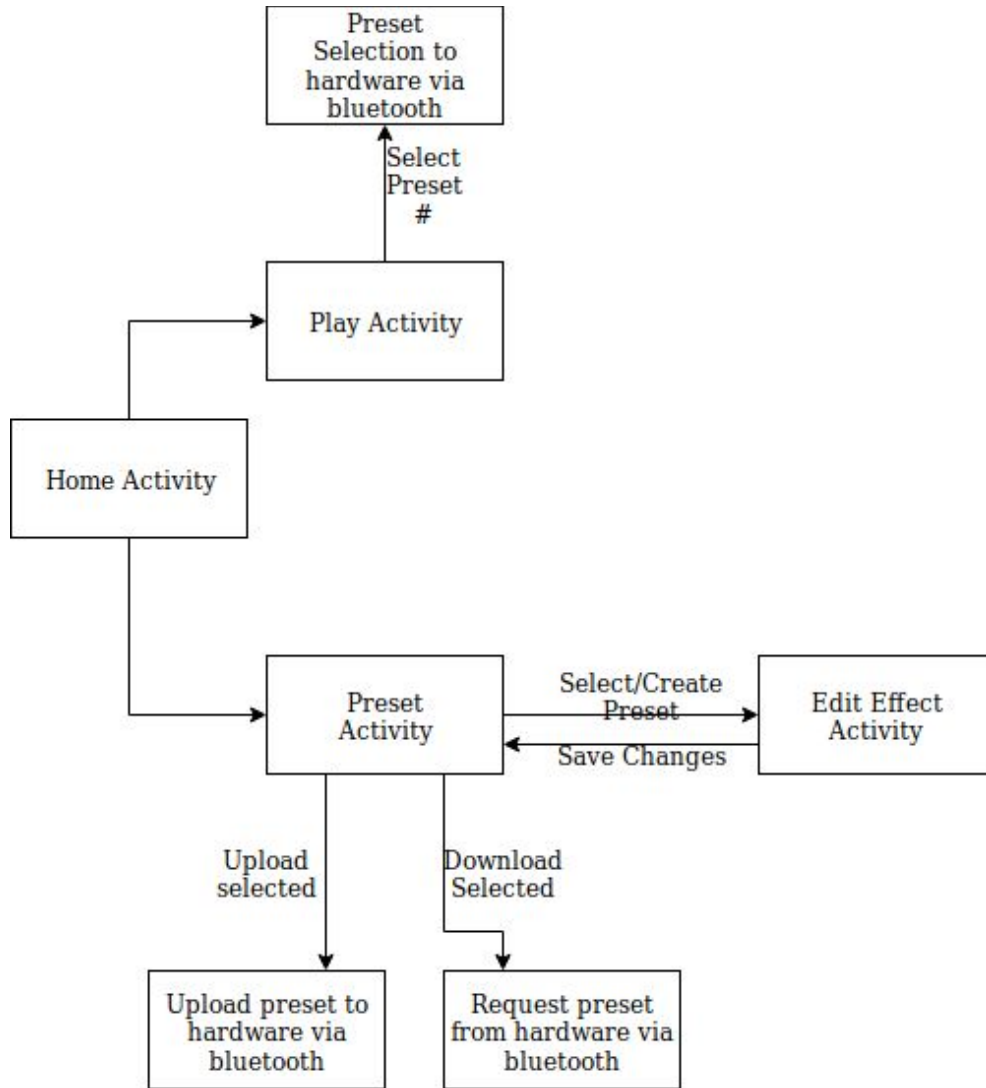 Preset
Selection to
hardware via
bluetooth
Select
Preset
#
Play Activity
Home Activity
Preset
Activity
Select/Create
Preset
Save Changes
Edit Effect
Activity
Upload
selected
Download
Selected
Upload preset to
hardware via
bluetooth
Request preset
from hardware via
bluetooth